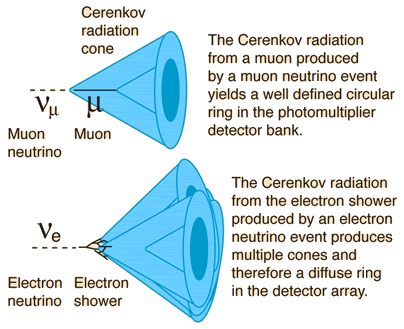 Cerenkov
radiation
cone
The Cerenkov radiation
from a muon produced
by a muon neutrino event
yields a well defined circular
ring in the photomultiplier
detector bank.
νμ
μ
Muon
neutrino
Muon
The Cerenkov radiation
from the electron shower
produced by an electron
neutrino event produces
multiple cones and
therefore a diffuse ring
in the detector array.
νe
Electron
neutrino
Electron
shower